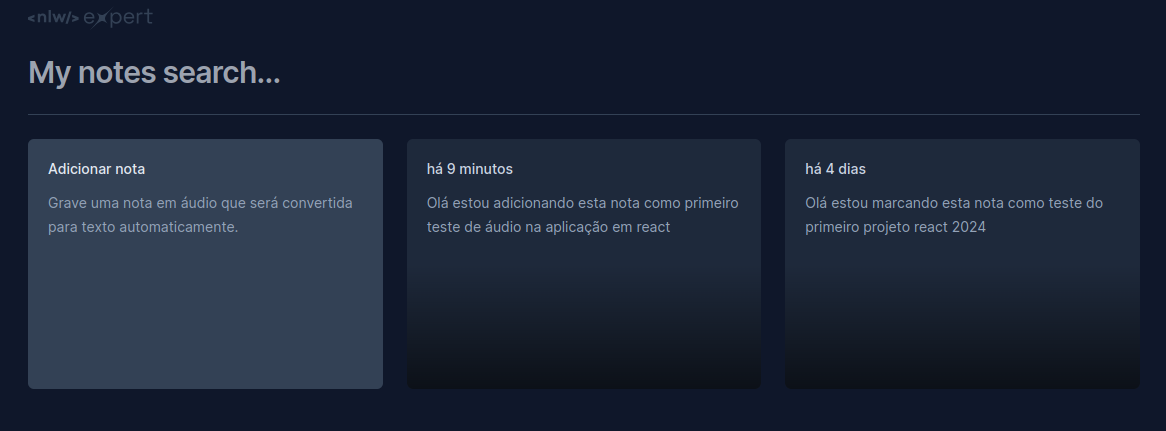 <nlw/> expert
My notes search...
Adicionar nota
Grave uma nota em áudio que será convertida
para texto automaticamente.
há 9 minutos
Olá estou adicionando esta nota como primeiro
teste de áudio na aplicação em react
há 4 dias
Olá estou marcando esta nota como teste do
primeiro projeto react 2024